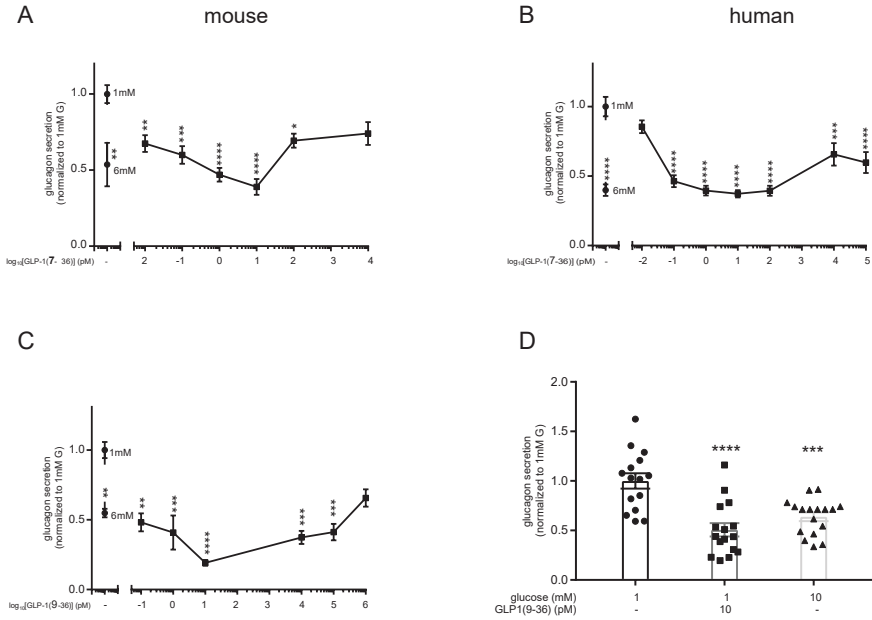 A
mouse
B
human
glucagon secretion
(normalized to 1mM G)
1.0
0.5
0.0
1mM
6mM
**
**
***
****
****
*
log₁₀[GLP-1(7- 36)] (pM)
- 2 -1 0 1 2 4
glucagon secretion
(normalized to 1mM G)
1.0
0.5
0.0
1mM
6mM
****
****
****
****
****
***
****
log₁₀[GLP-1(7-36)] (pM)
- -2 -1 0 1 2 4 5
C
D
glucagon secretion
(normalized to 1mM G)
1.0
0.5
0.0
1mM
6mM
**
**
***
****
***
***
log₁₀[GLP-1(9-36)] (pM)
- -1 0 1 2 3 4 5 6
glucagon secretion
(normalized to 1mM G)
2.0
1.5
1.0
0.5
0.0
****
***
glucose (mM) 1 1 10
GLP1(9-36) (pM) - 10 -